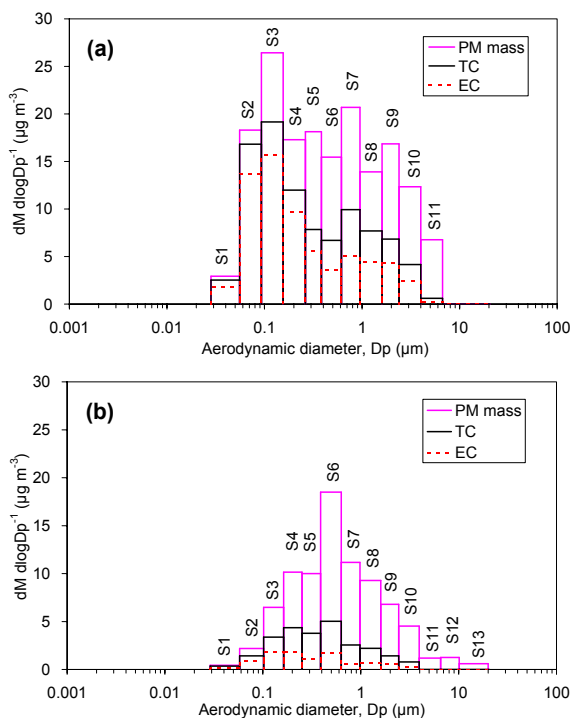 (a)
PM mass
TC
EC
S1
S2
S3
S4
S5
S6
S7
S8
S9
S10
S11
dM dlogDp⁻¹ (µg m⁻³)
30
25
20
15
10
5
0
0.001 0.01 0.1 1 10 100
Aerodynamic diameter, Dp (µm)
(b)
PM mass
TC
EC
S1
S2
S3
S4
S5
S6
S7
S8
S9
S10
S11
S12
S13
dM dlogDp⁻¹ (µg m⁻³)
30
25
20
15
10
5
0
0.001 0.01 0.1 1 10 100
Aerodynamic diameter, Dp (µm)